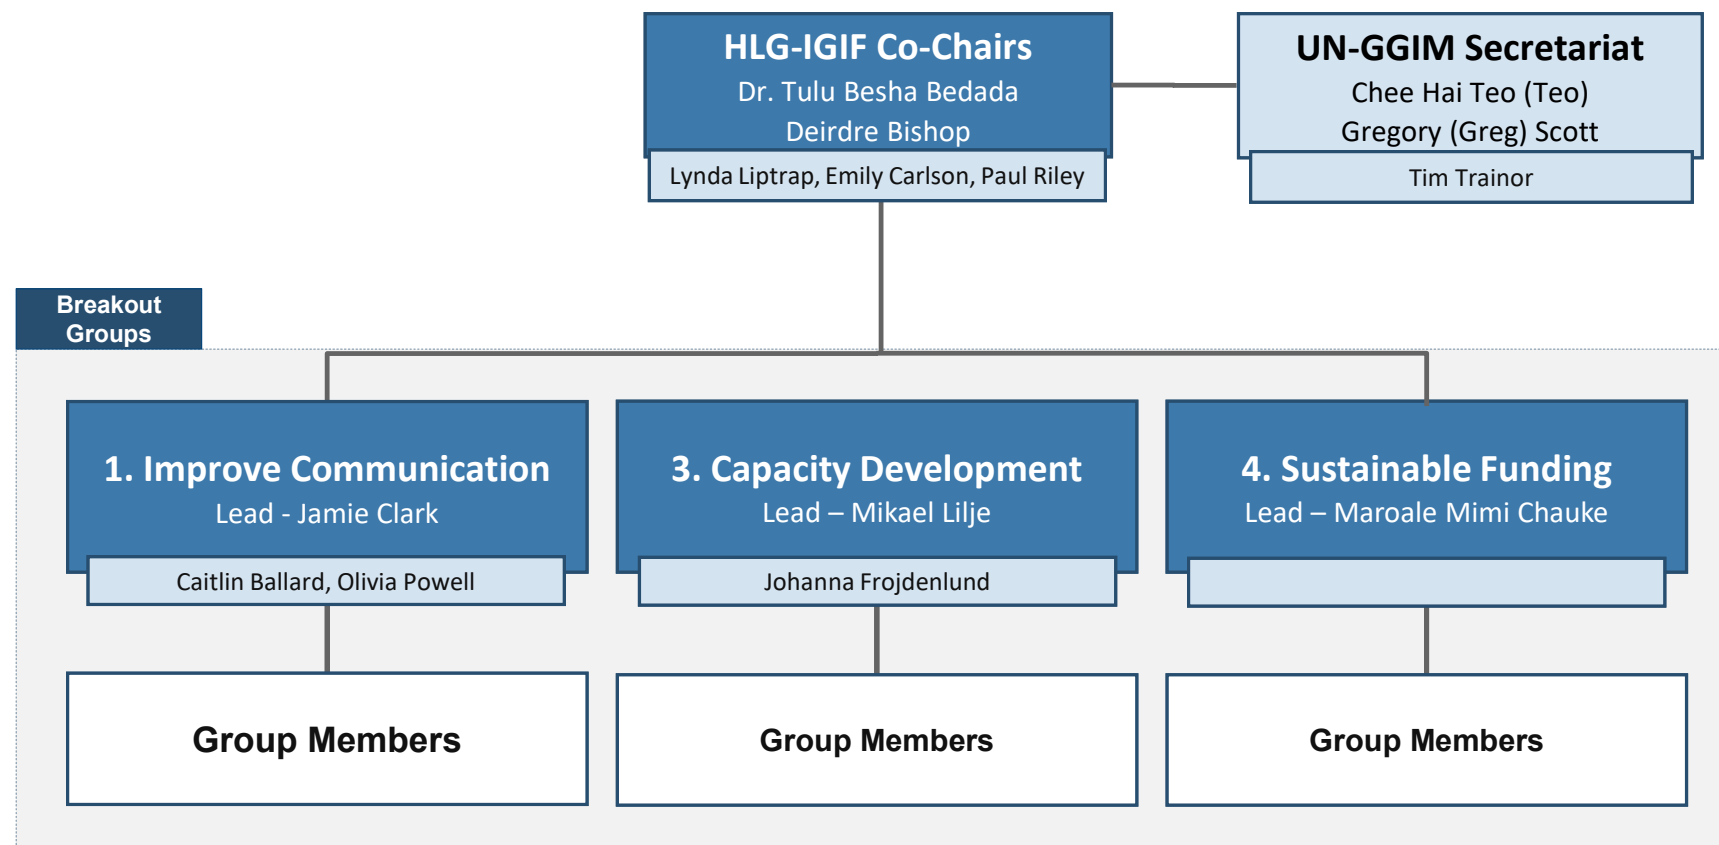 HLG-IGIF Co-Chairs
Dr. Tulu Besha Bedada
Deirdre Bishop
Lynda Liptrap, Emily Carlson, Paul Riley
UN-GGIM Secretariat
Chee Hai Teo (Teo)
Gregory (Greg) Scott
Tim Trainor
Breakout
Groups
1. Improve Communication
Lead - Jamie Clark
Caitlin Ballard, Olivia Powell
Group Members
3. Capacity Development
Lead – Mikael Lilje
Johanna Frojdenlund
Group Members
4. Sustainable Funding
Lead – Maroale Mimi Chauke
Group Members